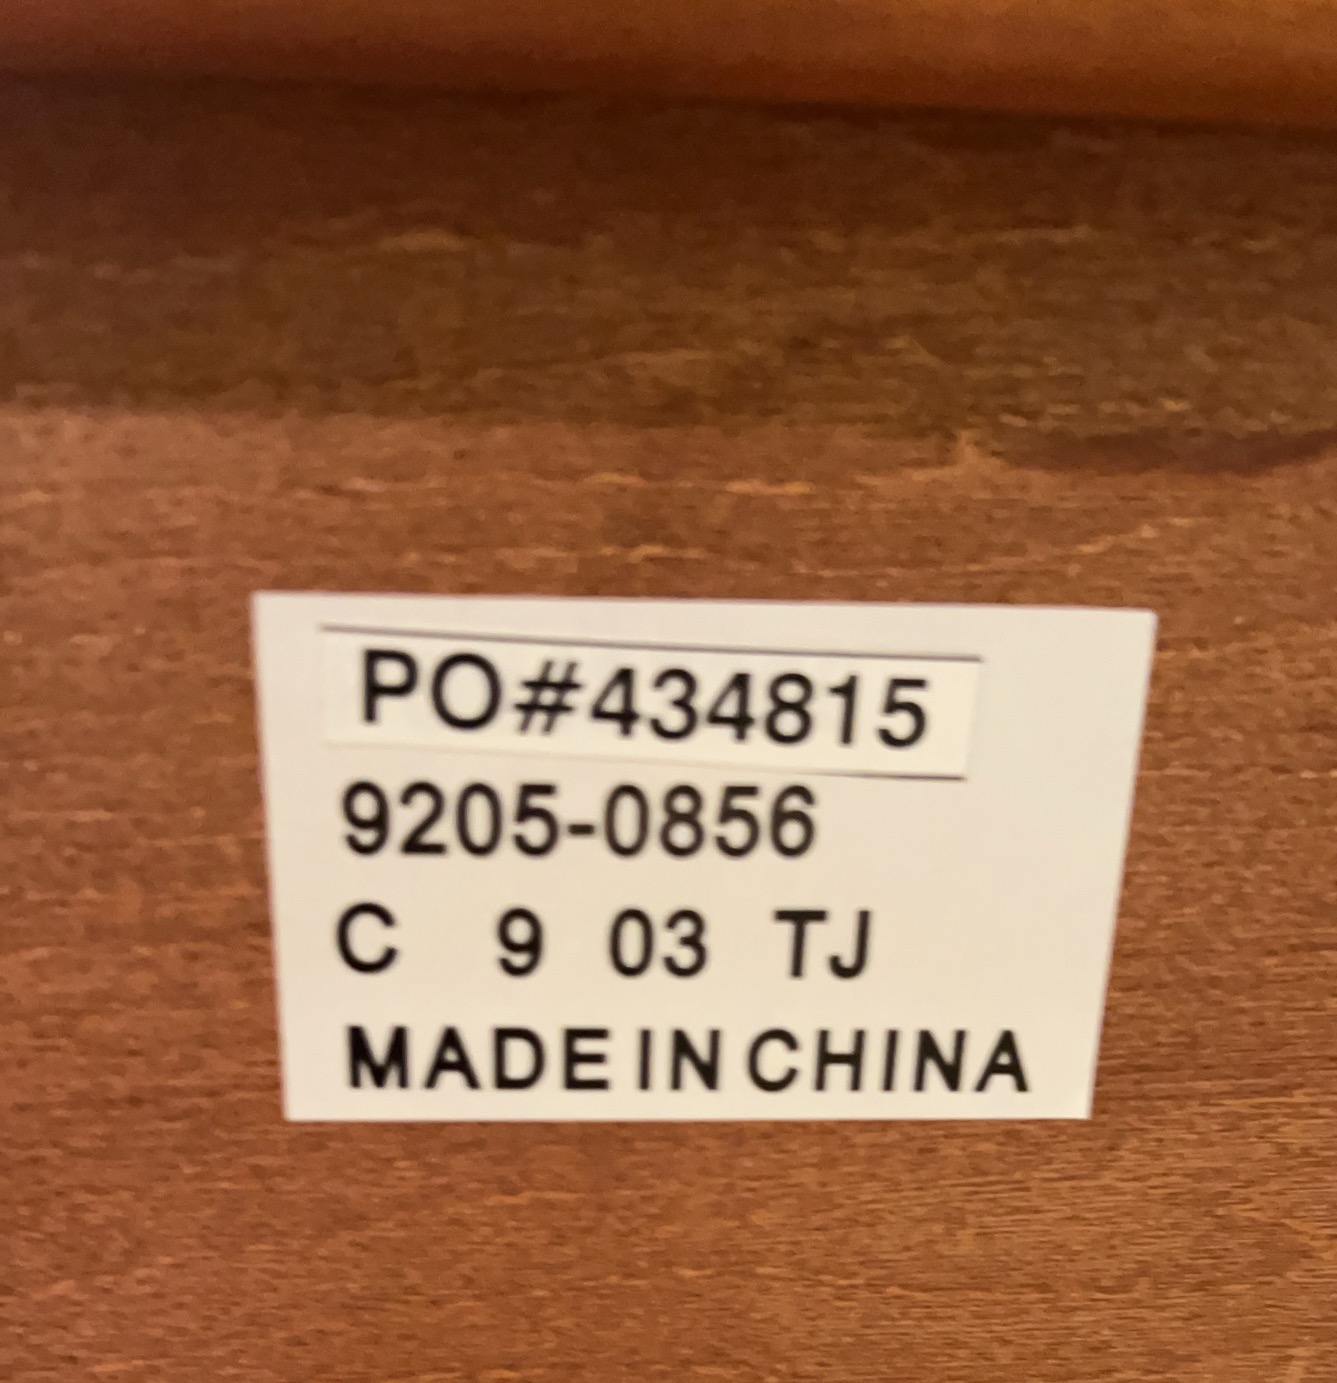 PO#434815
9205-0856
C 9 03 TJ
MADE IN CHINA